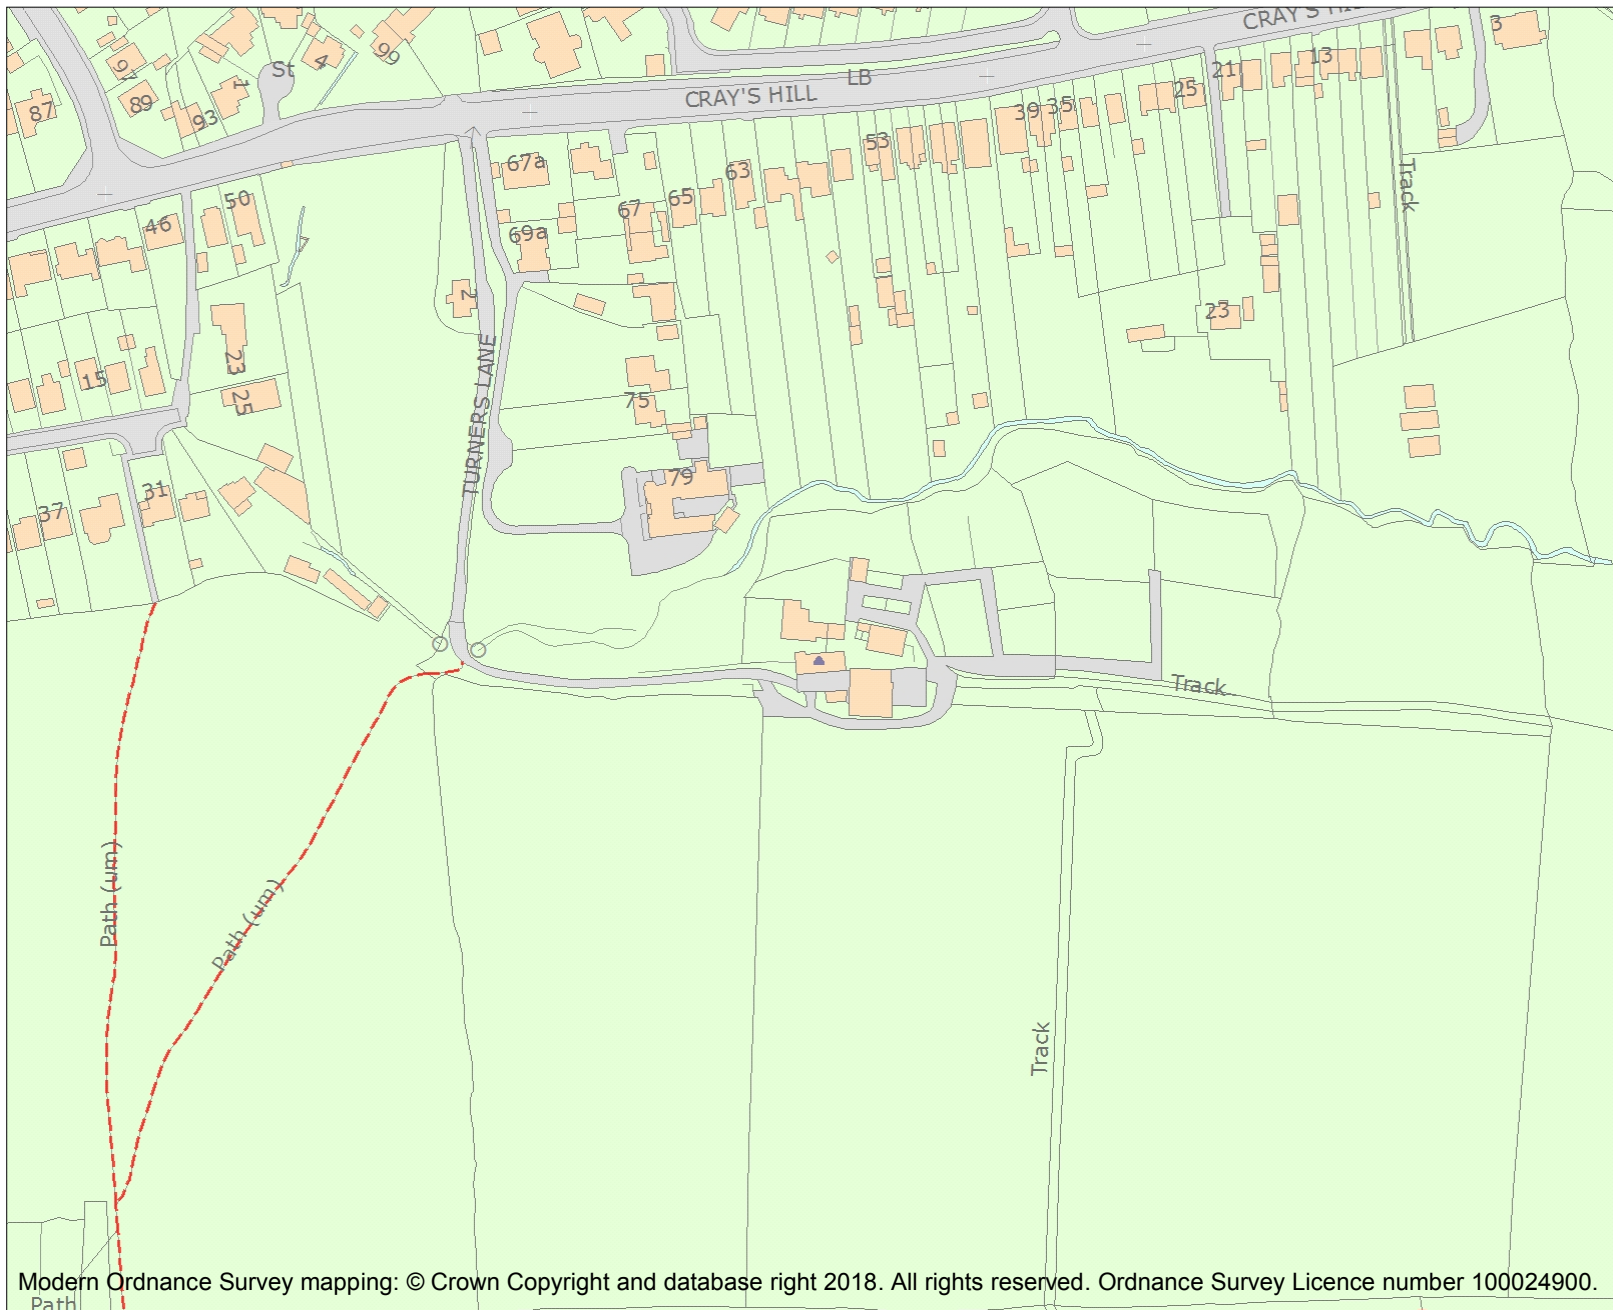 CRAY'S HILL
3
99
97
4
St
1
89
87
93
LB
CRAY'S HILL
13
21
25
39
35
53
67a
63
65
67
69a
Track
50
46
2
23
23
25
15
TURNERS LANE
75
79
31
37
Track
Path (um)
Path (um)
Track
Modern Ordnance Survey mapping: © Crown Copyright and database right 2018. All rights reserved. Ordnance Survey Licence number 100024900.
Path